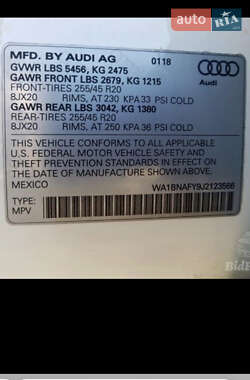 AUTO RIA
MFD. BY AUDI AG 01 18
GVWR LBS 5456, KG 2475
GAWR FRONT LBS 2679, KG 1215
FRONT-TIRES 255/45 R20
8JX20 RIMS, AT 230 KPA 33 PSI COLD
GAWR REAR LBS 3042, KG 1380
REAR-TIRES 255/45 R20
8JX20 RIMS, AT 250 KPA 36 PSI COLD
Audi
THIS VEHICLE CONFORMS TO ALL APPLICABLE
U.S. FEDERAL MOTOR VEHICLE SAFETY AND
THEFT PREVENTION STANDARDS IN EFFECT ON THE
DATE OF MANUFACTURE SHOWN ABOVE.
MEXICO WA1BNAFY9J2123566
TYPE:
MPV